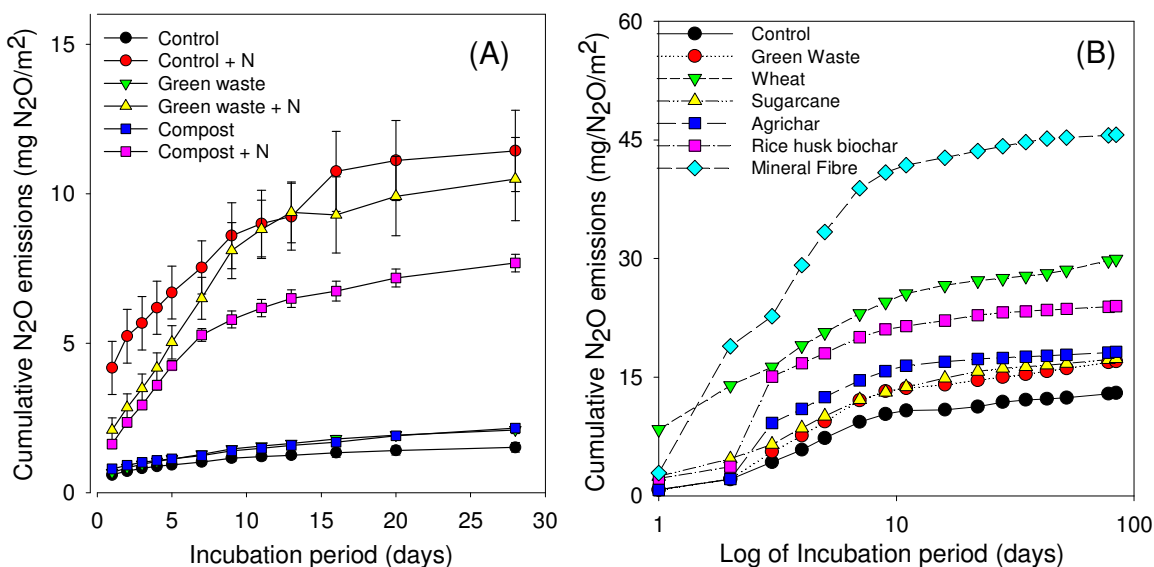 Cumulative N2O emissions (mg N2O/m2)
15
10
5
0
Control
Control + N
Green waste
Green waste + N
Compost
Compost + N
(A)
0 5 10 15 20 25 30
Incubation period (days)
Cumulative N2O emissions (mg/N2O/m2)
60
45
30
15
0
Control
Green Waste
Wheat
Sugarcane
Agrichar
Rice husk biochar
Mineral Fibre
(B)
1 10 100
Log of Incubation period (days)